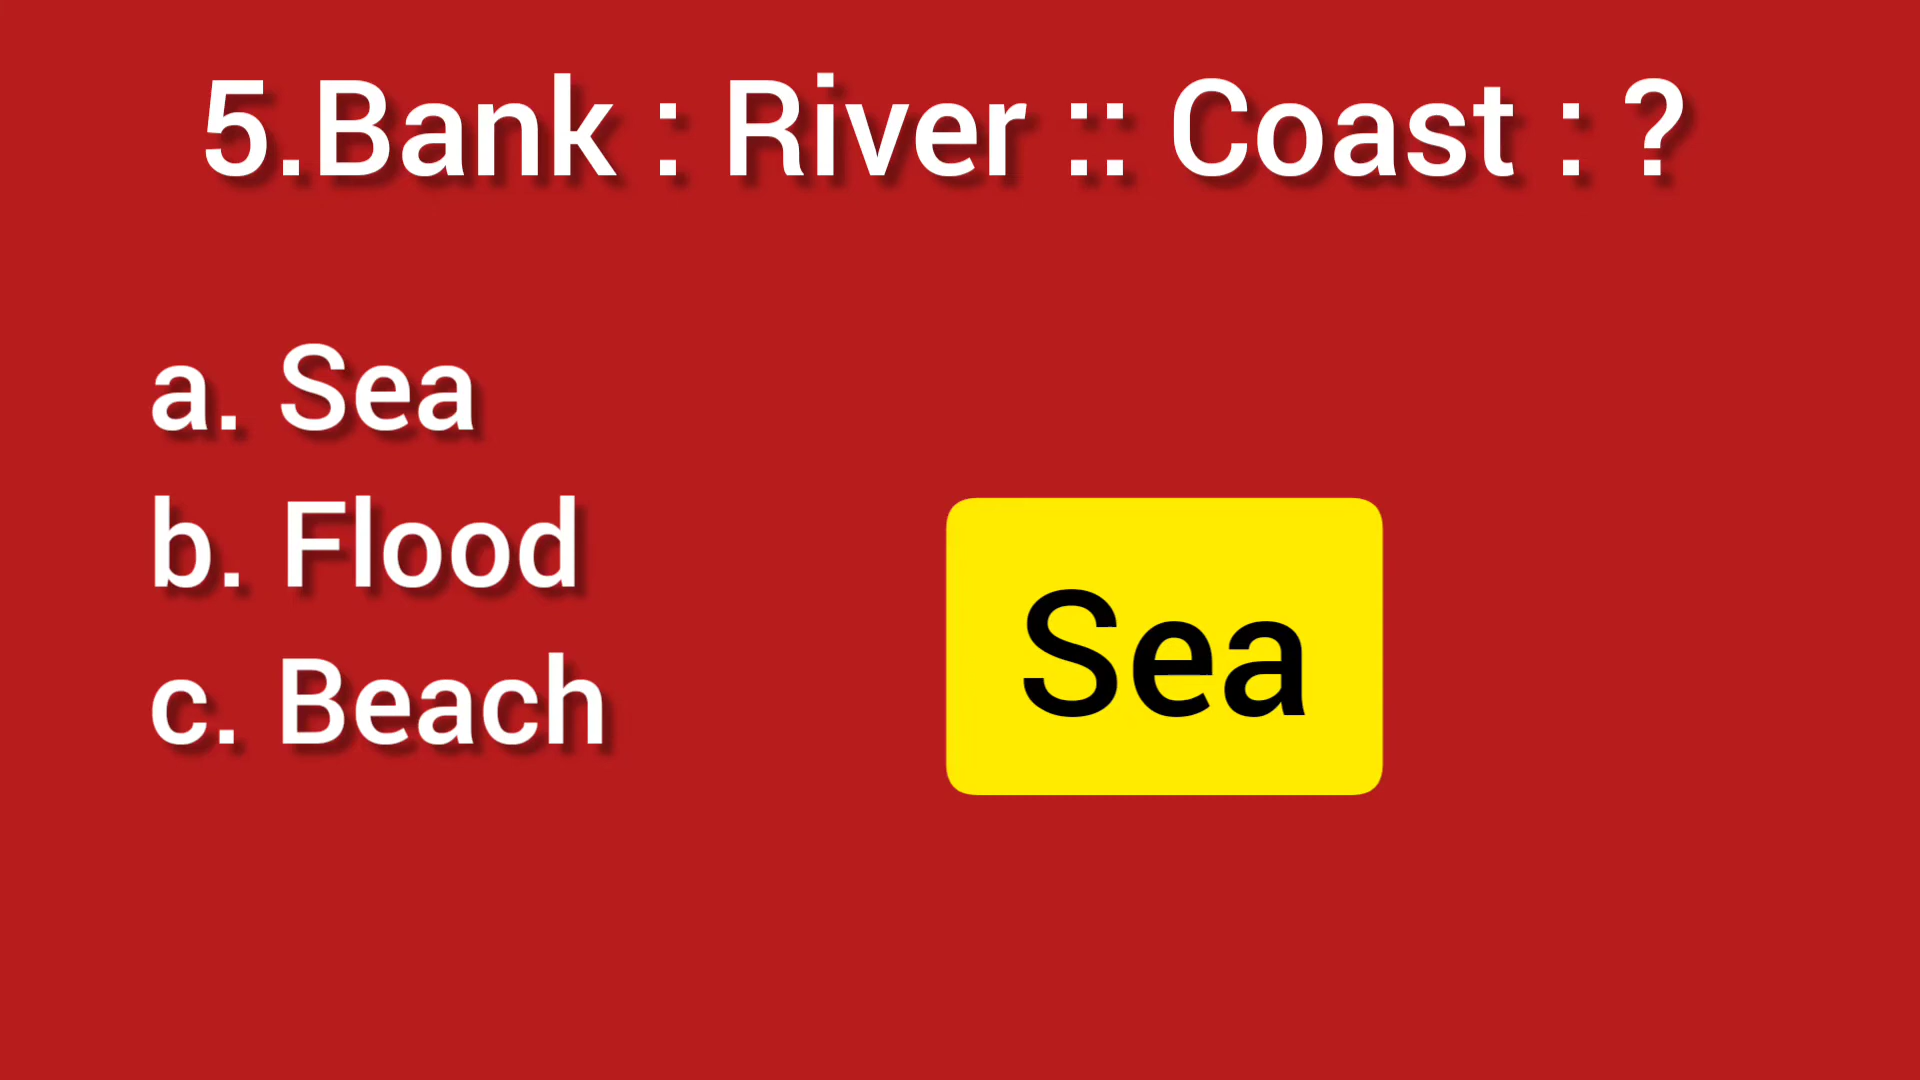 5.Bank : River :: Coast : ?
a. Sea
b. Flood
c. Beach
Sea